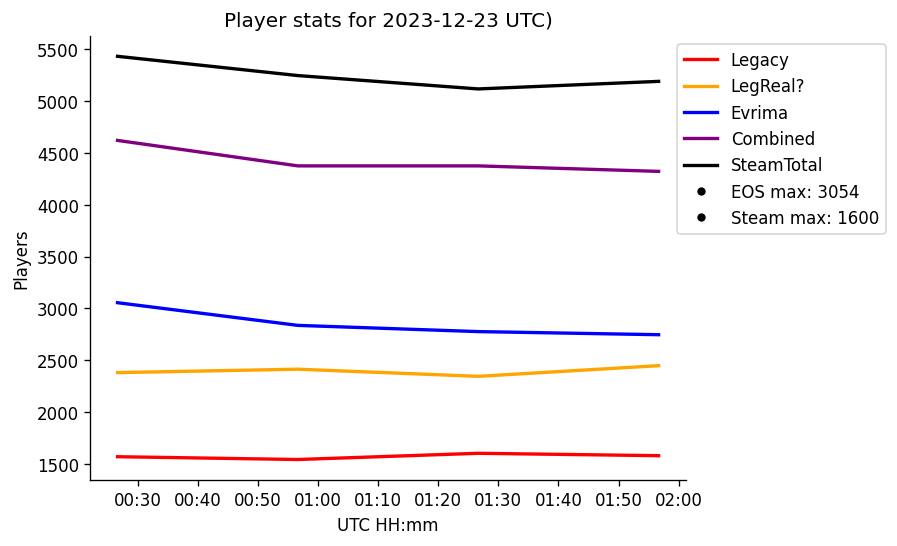 Player stats for 2023-12-23 UTC)
5500
5000
4500
4000
3500
3000
2500
2000
1500
Players
00:30 00:40 00:50 01:00 01:10 01:20 01:30 01:40 01:50 02:00
UTC HH:mm
Legacy
LegReal?
Evrima
Combined
SteamTotal
EOS max: 3054
Steam max: 1600